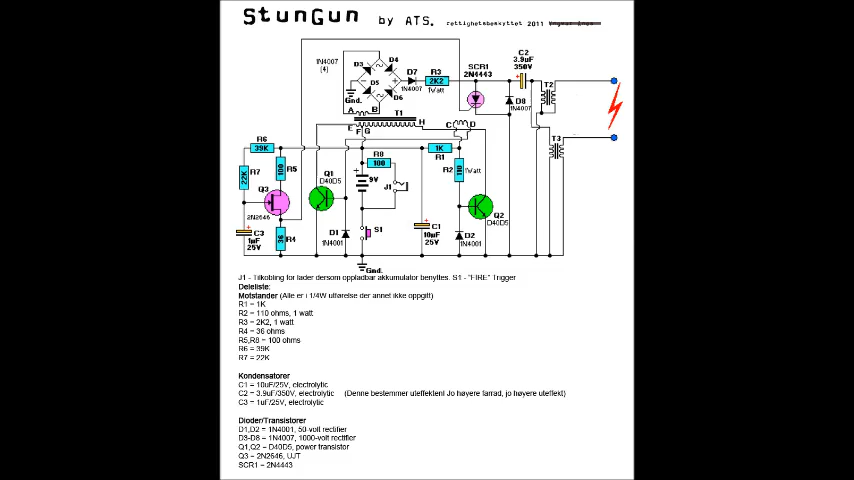 StunGun by ATS. rettighetsbeskyttet 2011
C2
3.9uF
350V
1N4007
(4)
D3
D4
D7
R3
2K2
1N4007
1Watt
SCR1
2N4443
T2
D5
D6
Gnd.
D8
1N4007
A
B
T1
E
F
G
H
C
D
T3
R6
39K
R8
100
1K
R1
R7
22K
100
R5
Q3
Q1
D40D5
9V
J1
R2
110
1Watt
2N2646
Q2
D40D5
C3
1uF
25V
36
R4
D1
1N4001
S1
C1
10uF
25V
D2
1N4001
Gnd.
J1 - Tilkobling for lader dersom oppladbar akkumulator benyttes. S1 - "FIRE" Trigger
Deleliste:
Motstander (Alle er i 1/4W utførelse der annet ikke oppgitt)
R1 = 1K
R2 = 110 ohms, 1 watt
R3 = 2K2, 1 watt
R4 = 36 ohms
R5,R8 = 100 ohms
R6 = 39K
R7 = 22K
Kondensatorer
C1 = 10uF/25V, electrolytic
C2 = 3.9uF/350V, electrolytic (Denne bestemmer uteffekten! Jo høyere farrad, jo høyere uteffekt)
C3 = 1uF/25V, electrolytic
Dioder/Transistorer
D1,D2 = 1N4001, 50-volt rectifier
D3-D8 = 1N4007, 1000-volt rectifier
Q1,Q2 = D40D5, power transistor
Q3 = 2N2646, UJT
SCR1 = 2N4443